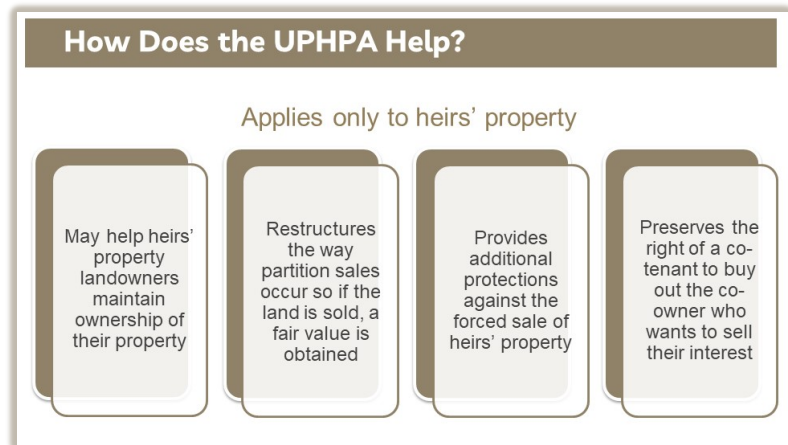 How Does the UPHPA Help?
Applies only to heirs’ property
May help heirs’
property
landowners
maintain
ownership of
their property
Restructures
the way
partition sales
occur so if the
land is sold, a
fair value is
obtained
Provides
additional
protections
against the
forced sale of
heirs’ property
Preserves the
right of a co-
tenant to buy
out the co-
owner who
wants to sell
their interest